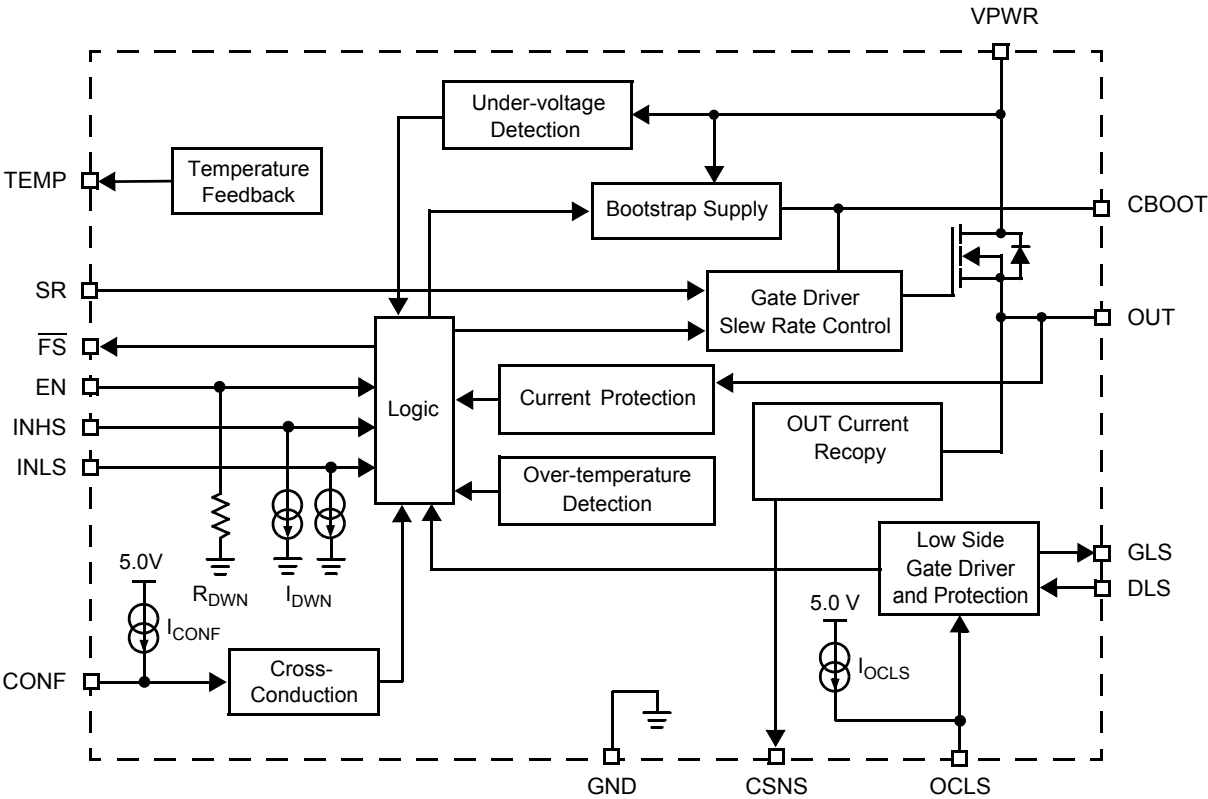 VPWR
Under-voltage
Detection
TEMP
Temperature
Feedback
Bootstrap Supply
CBOOT
SR
Gate Driver
Slew Rate Control
OUT
FS
EN
INHS
INLS
Logic
Current Protection
OUT Current
Recopy
Over-temperature
Detection
Low Side
Gate Driver
and Protection
GLS
DLS
5.0V
RDWN
IDWN
ICONF
5.0 V
IOCLS
CONF
Cross-
Conduction
GND
CSNS
OCLS